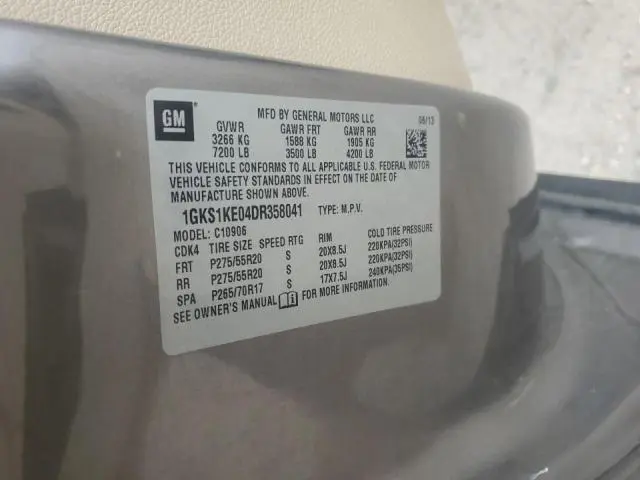 GM
MFD BY GENERAL MOTORS LLC 06/13
GVWR GAWR FRT GAWR RR
3266 KG 1588 KG 1905 KG
7200 LB 3500 LB 4200 LB
THIS VEHICLE CONFORMS TO ALL APPLICABLE U.S. FEDERAL MOTOR
VEHICLE SAFETY STANDARDS IN EFFECT ON THE DATE OF
MANUFACTURE SHOWN ABOVE.
1GKS1KE04DR358041 TYPE: M.P.V.
MODEL: C10906
CDK4 TIRE SIZE SPEED RTG RIM COLD TIRE PRESSURE
FRT P275/55R20 S 20X8.5J 220KPA(32PSI)
RR P275/55R20 S 20X8.5J 220KPA(32PSI)
SPA P265/70R17 S 17X7.5J 240KPA(35PSI)
SEE OWNER'S MANUAL FOR MORE INFORMATION.